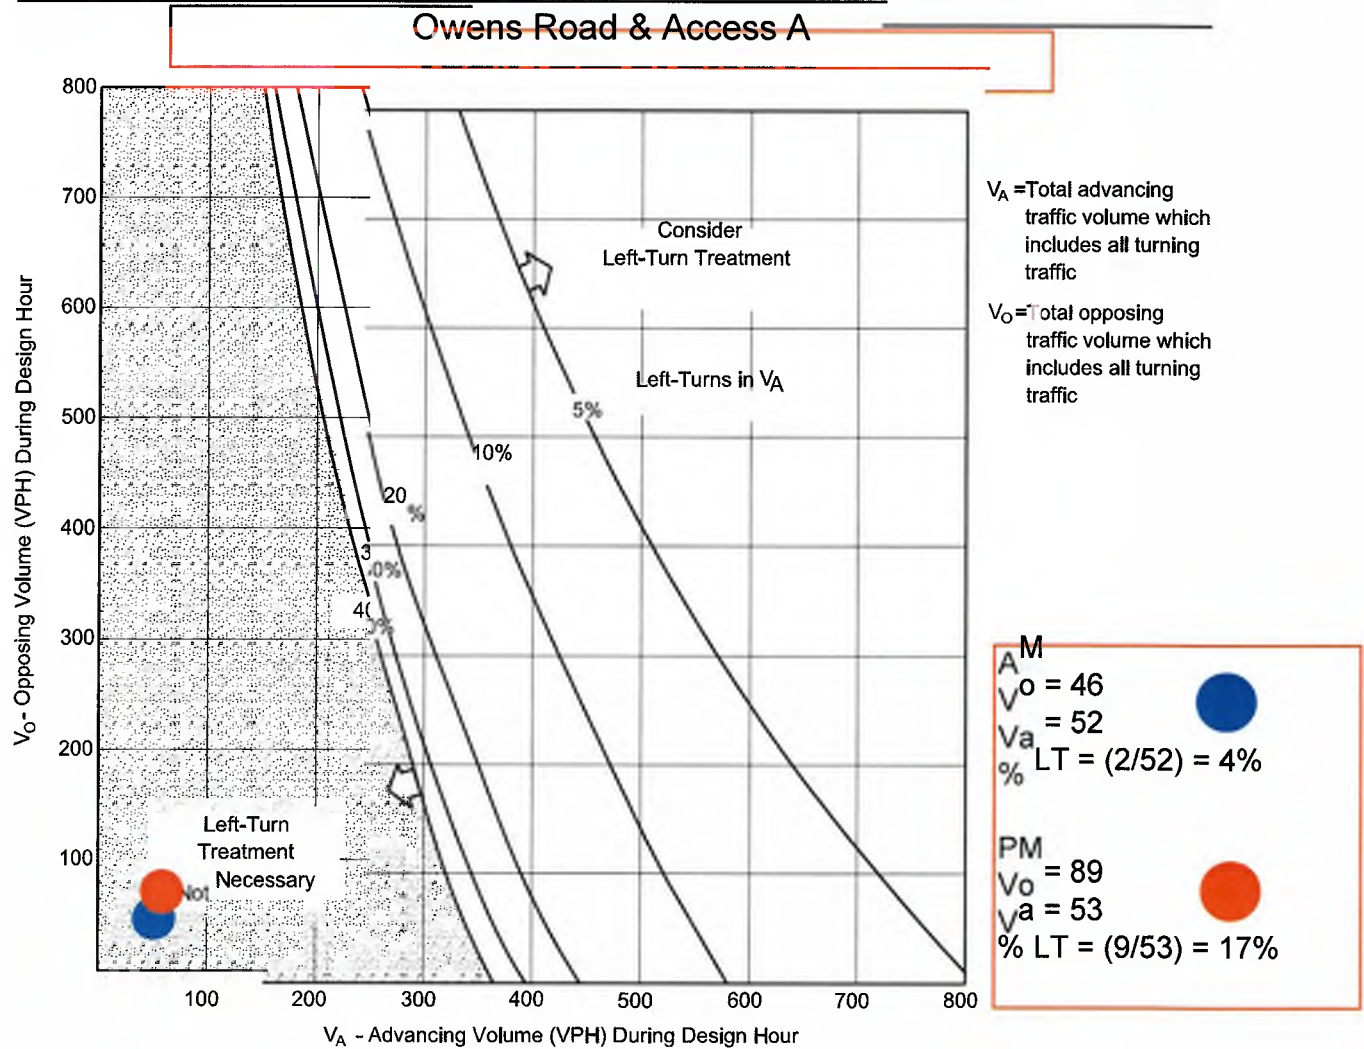 Owens Road & Access A
800
700
600
500
400
300
200
100
VO - Opposing Volume (VPH) During Design Hour
Consider
Left-Turn Treatment
Left-Turns in VA
5%
10%
20
%
3
0%
40
0%
Left-Turn
Treatment
Not Necessary
100
200
300
400
500
600
700
800
VA - Advancing Volume (VPH) During Design Hour
VA =Total advancing
traffic volume which
includes all turning
traffic
VO =Total opposing
traffic volume which
includes all turning
traffic
AM
Vo = 46
Va = 52
% LT = (2/52) = 4%
PM
Vo = 89
Va = 53
% LT = (9/53) = 17%